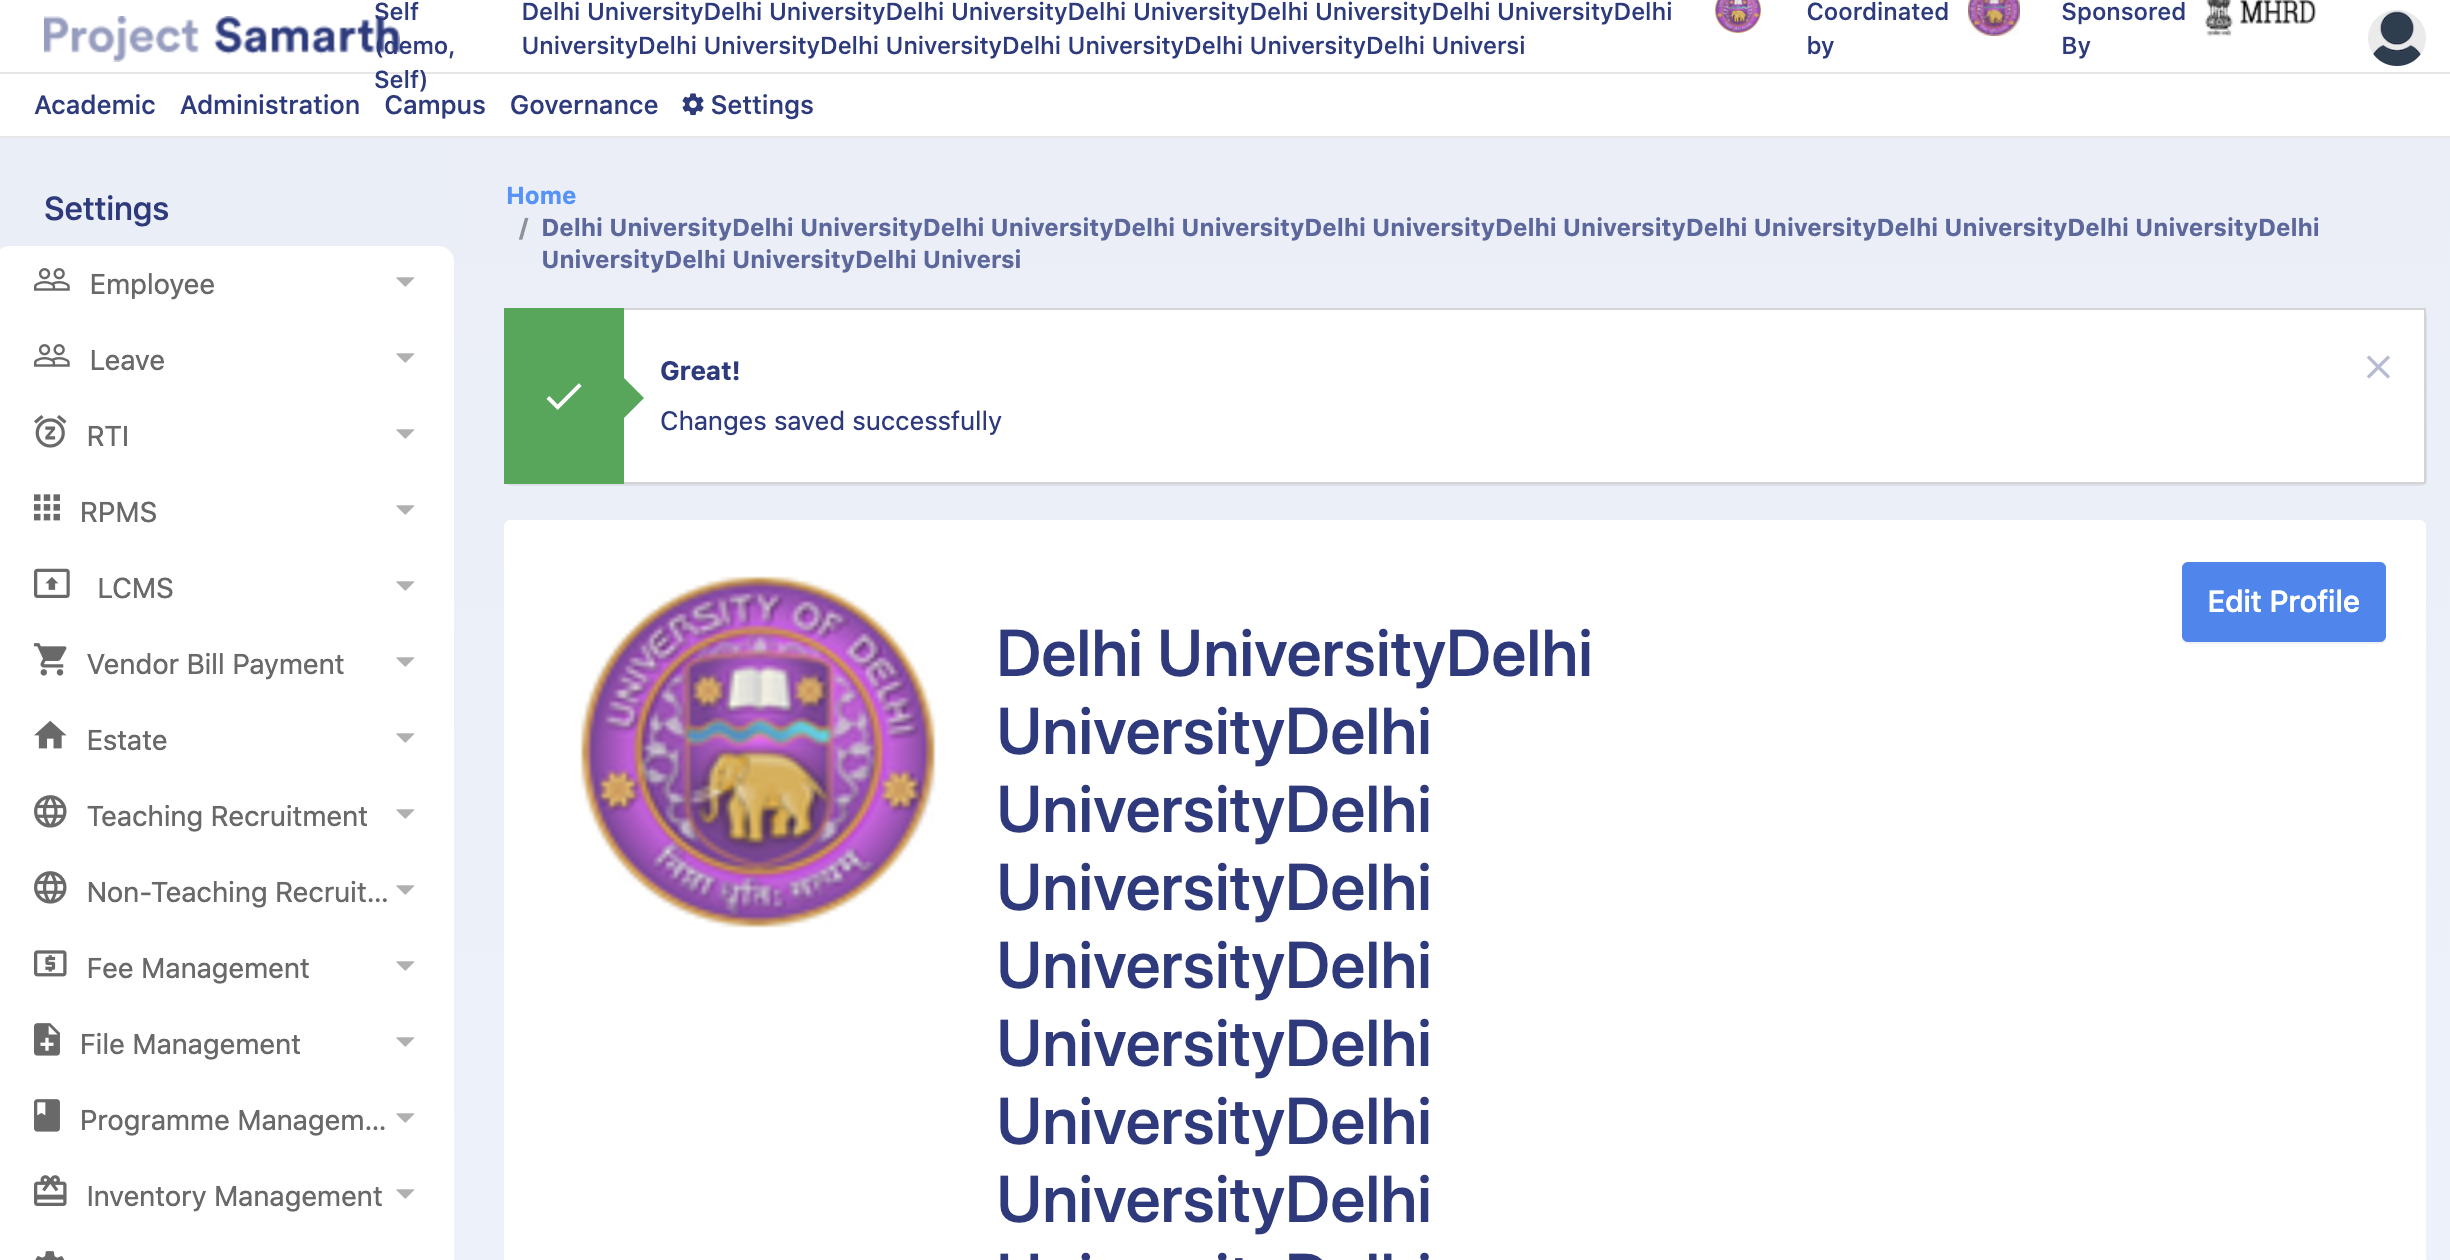 Project Samarth
Self
(demo,
Self)
Delhi UniversityDelhi UniversityDelhi UniversityDelhi UniversityDelhi UniversityDelhi UniversityDelhi
UniversityDelhi UniversityDelhi UniversityDelhi UniversityDelhi UniversityDelhi Universi
Coordinated
by
Sponsored
By
MHRD
Academic Administration Campus Governance Settings
Settings
Employee
Leave
RTI
RPMS
LCMS
Vendor Bill Payment
Estate
Teaching Recruitment
Non-Teaching Recruit...
Fee Management
File Management
Programme Managem...
Inventory Management
Home
/ Delhi UniversityDelhi UniversityDelhi UniversityDelhi UniversityDelhi UniversityDelhi UniversityDelhi UniversityDelhi UniversityDelhi UniversityDelhi
UniversityDelhi UniversityDelhi Universi
Great!
Changes saved successfully
Edit Profile
UNIVERSITY OF DELHI
Delhi UniversityDelhi
UniversityDelhi
UniversityDelhi
UniversityDelhi
UniversityDelhi
UniversityDelhi
UniversityDelhi
UniversityDelhi